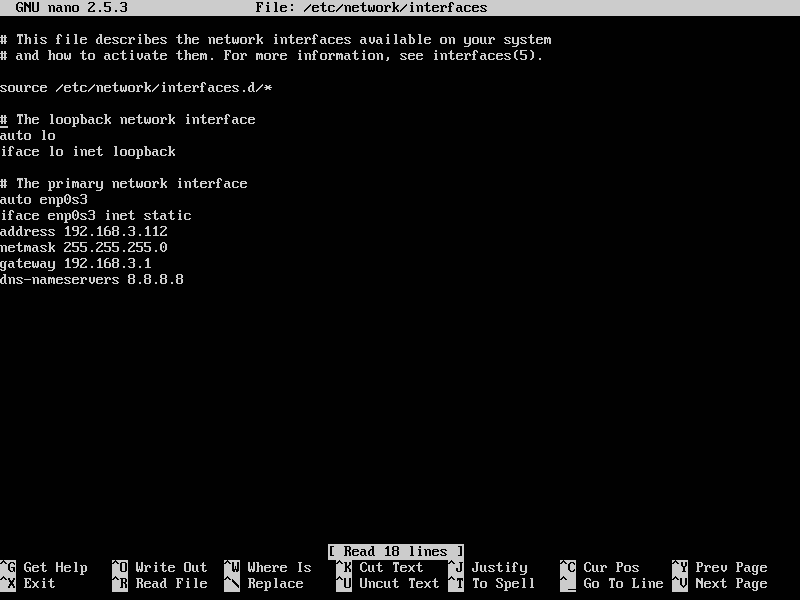 GNU nano 2.5.3 File: /etc/network/interfaces
# This file describes the network interfaces available on your system
# and how to activate them. For more information, see interfaces(5).
source /etc/network/interfaces.d/*
# The loopback network interface
auto lo
iface lo inet loopback
# The primary network interface
auto enp0s3
iface enp0s3 inet static
address 192.168.3.112
netmask 255.255.255.0
gateway 192.168.3.1
dns-nameservers 8.8.8.8
[ Read 18 lines ]
^G Get Help ^O Write Out ^W Where Is ^K Cut Text ^J Justify ^C Cur Pos ^Y Prev Page
^X Exit ^R Read File ^\ Replace ^U Uncut Text ^T To Spell ^_ Go To Line ^V Next Page